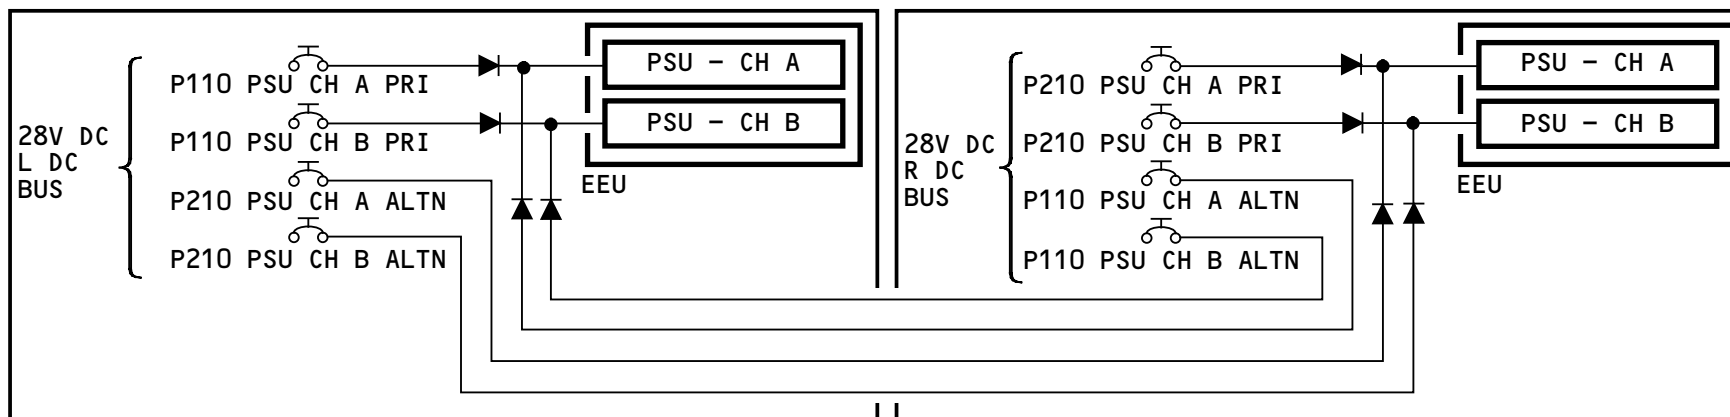 28V DC
L DC
BUS
P110 PSU CH A PRI
P110 PSU CH B PRI
P210 PSU CH A ALTN
P210 PSU CH B ALTN
PSU - CH A
PSU - CH B
EEU
28V DC
R DC
BUS
P210 PSU CH A PRI
P210 PSU CH B PRI
P110 PSU CH A ALTN
P110 PSU CH B ALTN
PSU - CH A
PSU - CH B
EEU